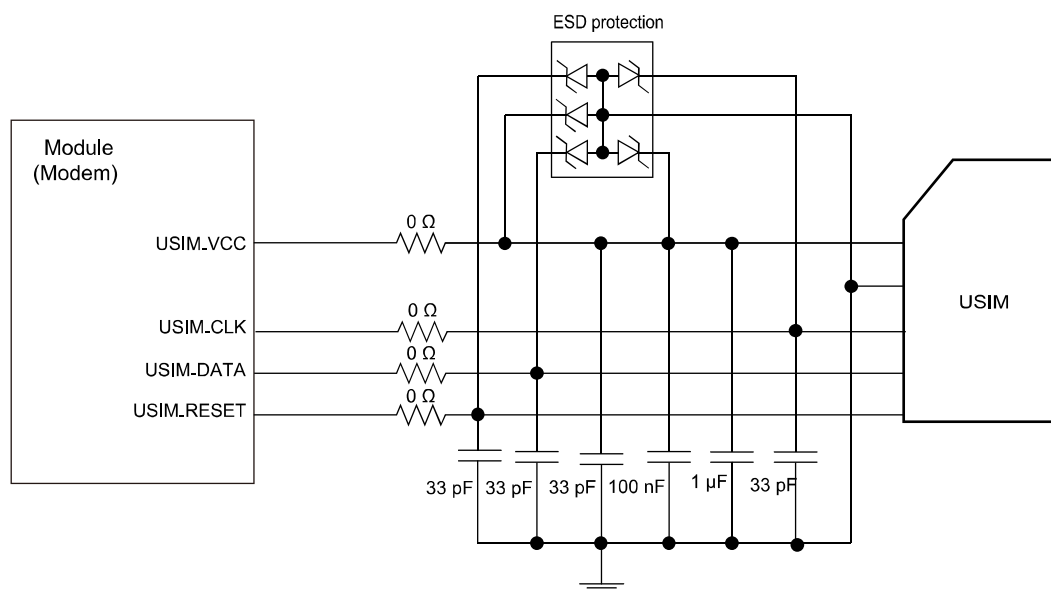 ESD protection
Module
(Modem)
0 Ω
USIM_VCC
USIM
0 Ω
USIM_CLK
0 Ω
USIM_DATA
0 Ω
USIM_RESET
33 pF
33 pF
33 pF
100 nF
1 µF
33 pF